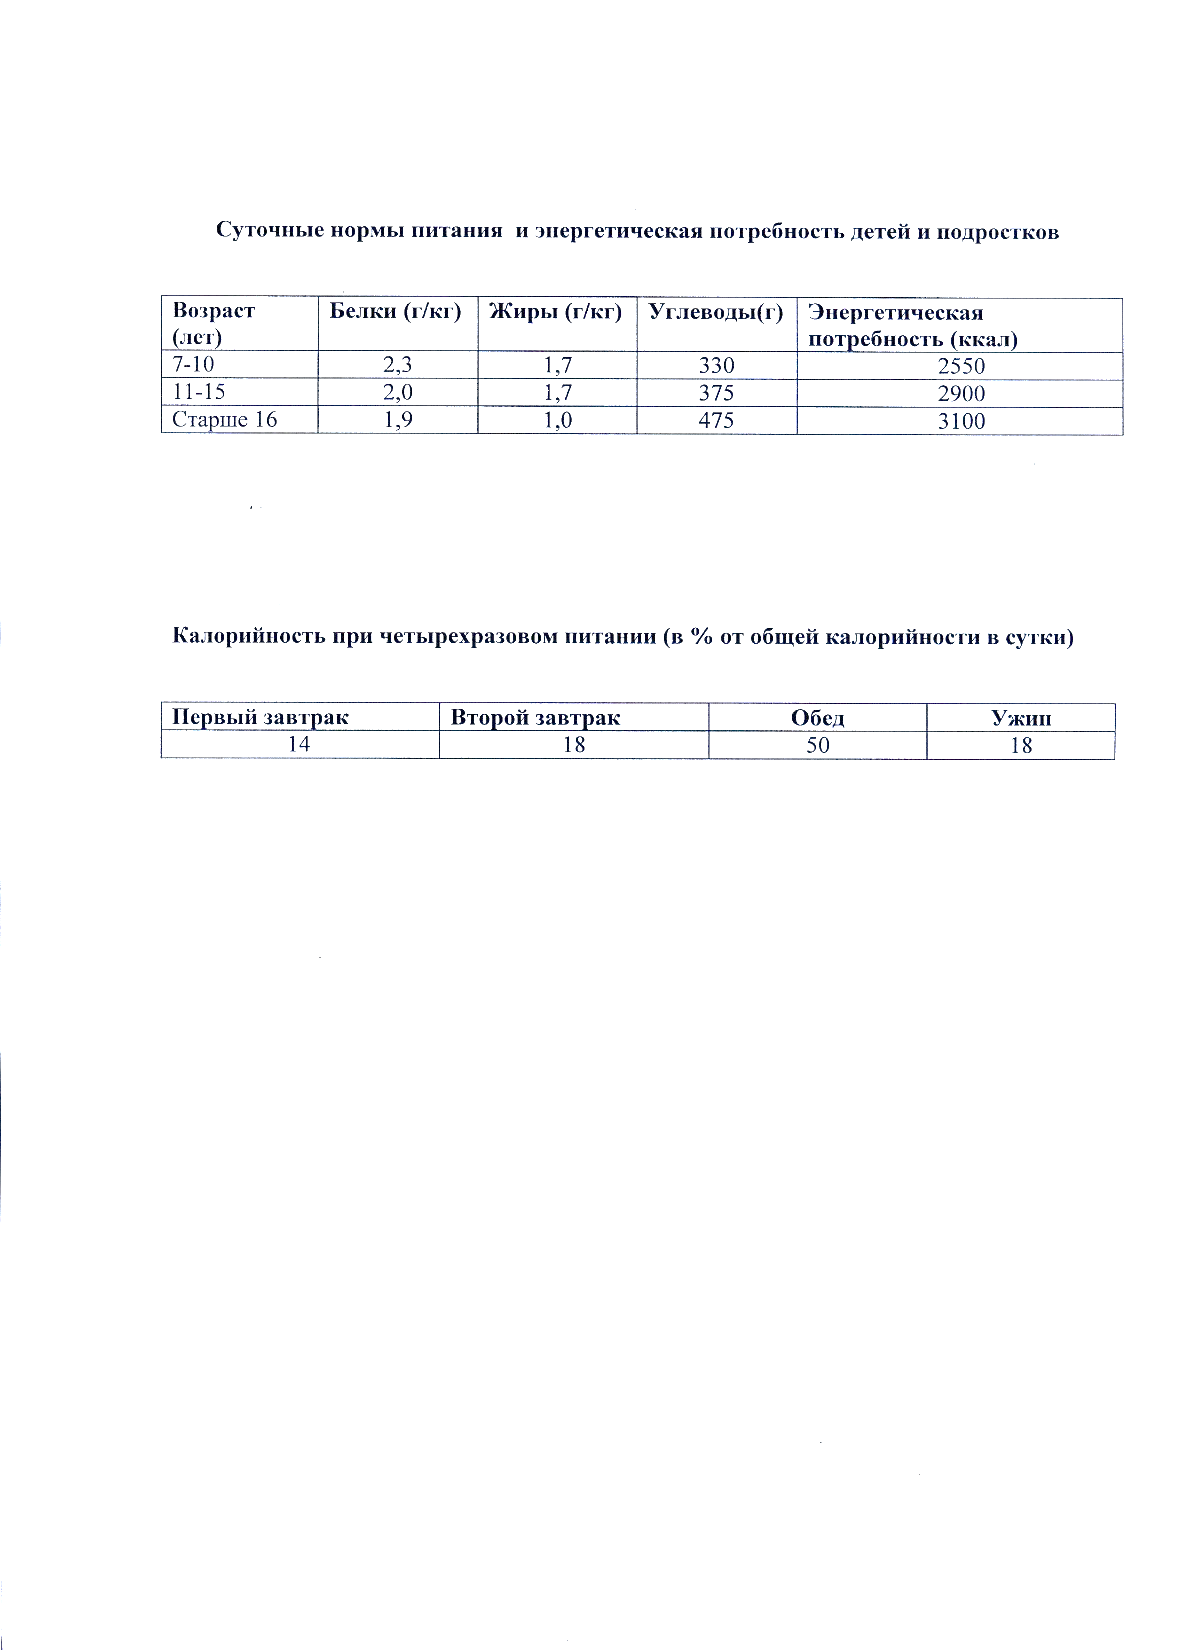 Суточные нормы питания и энергетическая потребность детей и подростков
Возраст (лет) Белки (г/кг) Жиры (г/кг) Углеводы(г) Энергетическая потребность (ккал)
7-10 2,3 1,7 330 2550
11-15 2,0 1,7 375 2900
Старше 16 1,9 1,0 475 3100
Калорийность при четырехразовом питании (в % от общей калорийности в сутки)
Первый завтрак Второй завтрак Обед Ужин
14 18 50 18